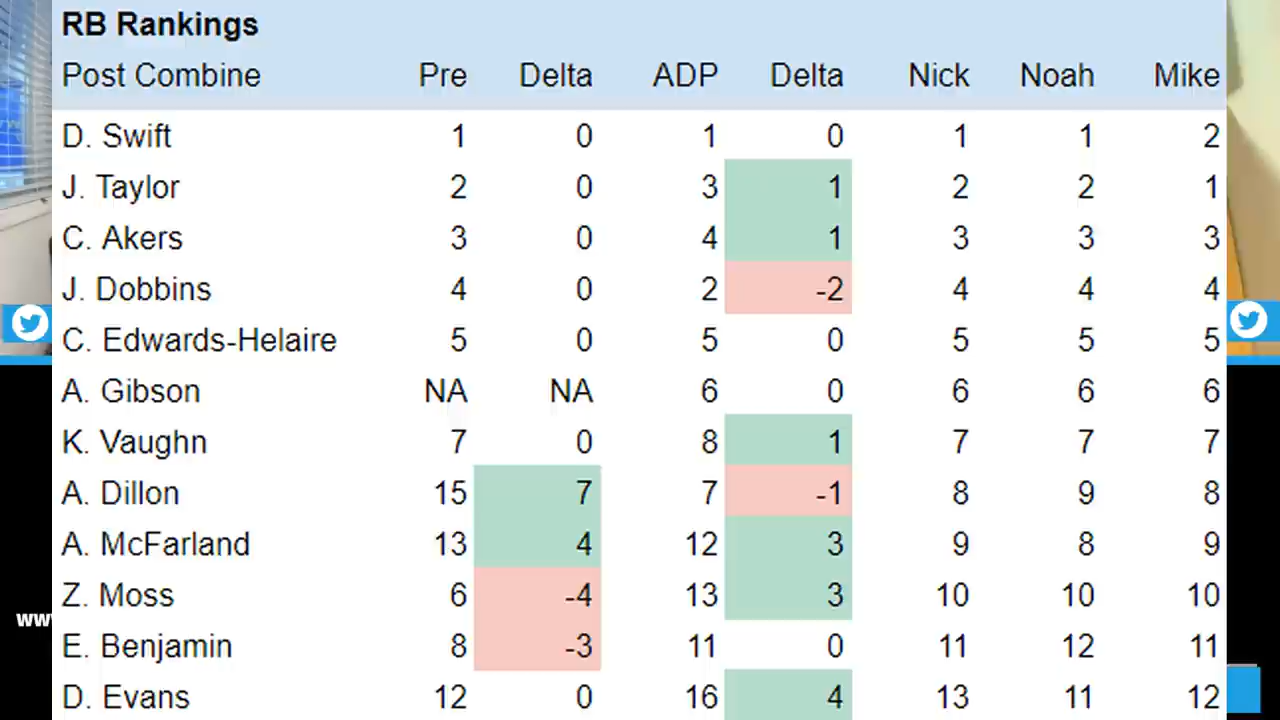 RB Rankings
Post Combine Pre Delta ADP Delta Nick Noah Mike
D. Swift 1 0 1 0 1 1 2
J. Taylor 2 0 3 1 2 2 1
C. Akers 3 0 4 1 3 3 3
J. Dobbins 4 0 2 -2 4 4 4
C. Edwards-Helaire 5 0 5 0 5 5 5
A. Gibson NA NA 6 0 6 6 6
K. Vaughn 7 0 8 1 7 7 7
A. Dillon 15 7 7 -1 8 9 8
A. McFarland 13 4 12 3 9 8 9
Z. Moss 6 -4 13 3 10 10 10
www
E. Benjamin 8 -3 11 0 11 12 11
D. Evans 12 0 16 4 13 11 12